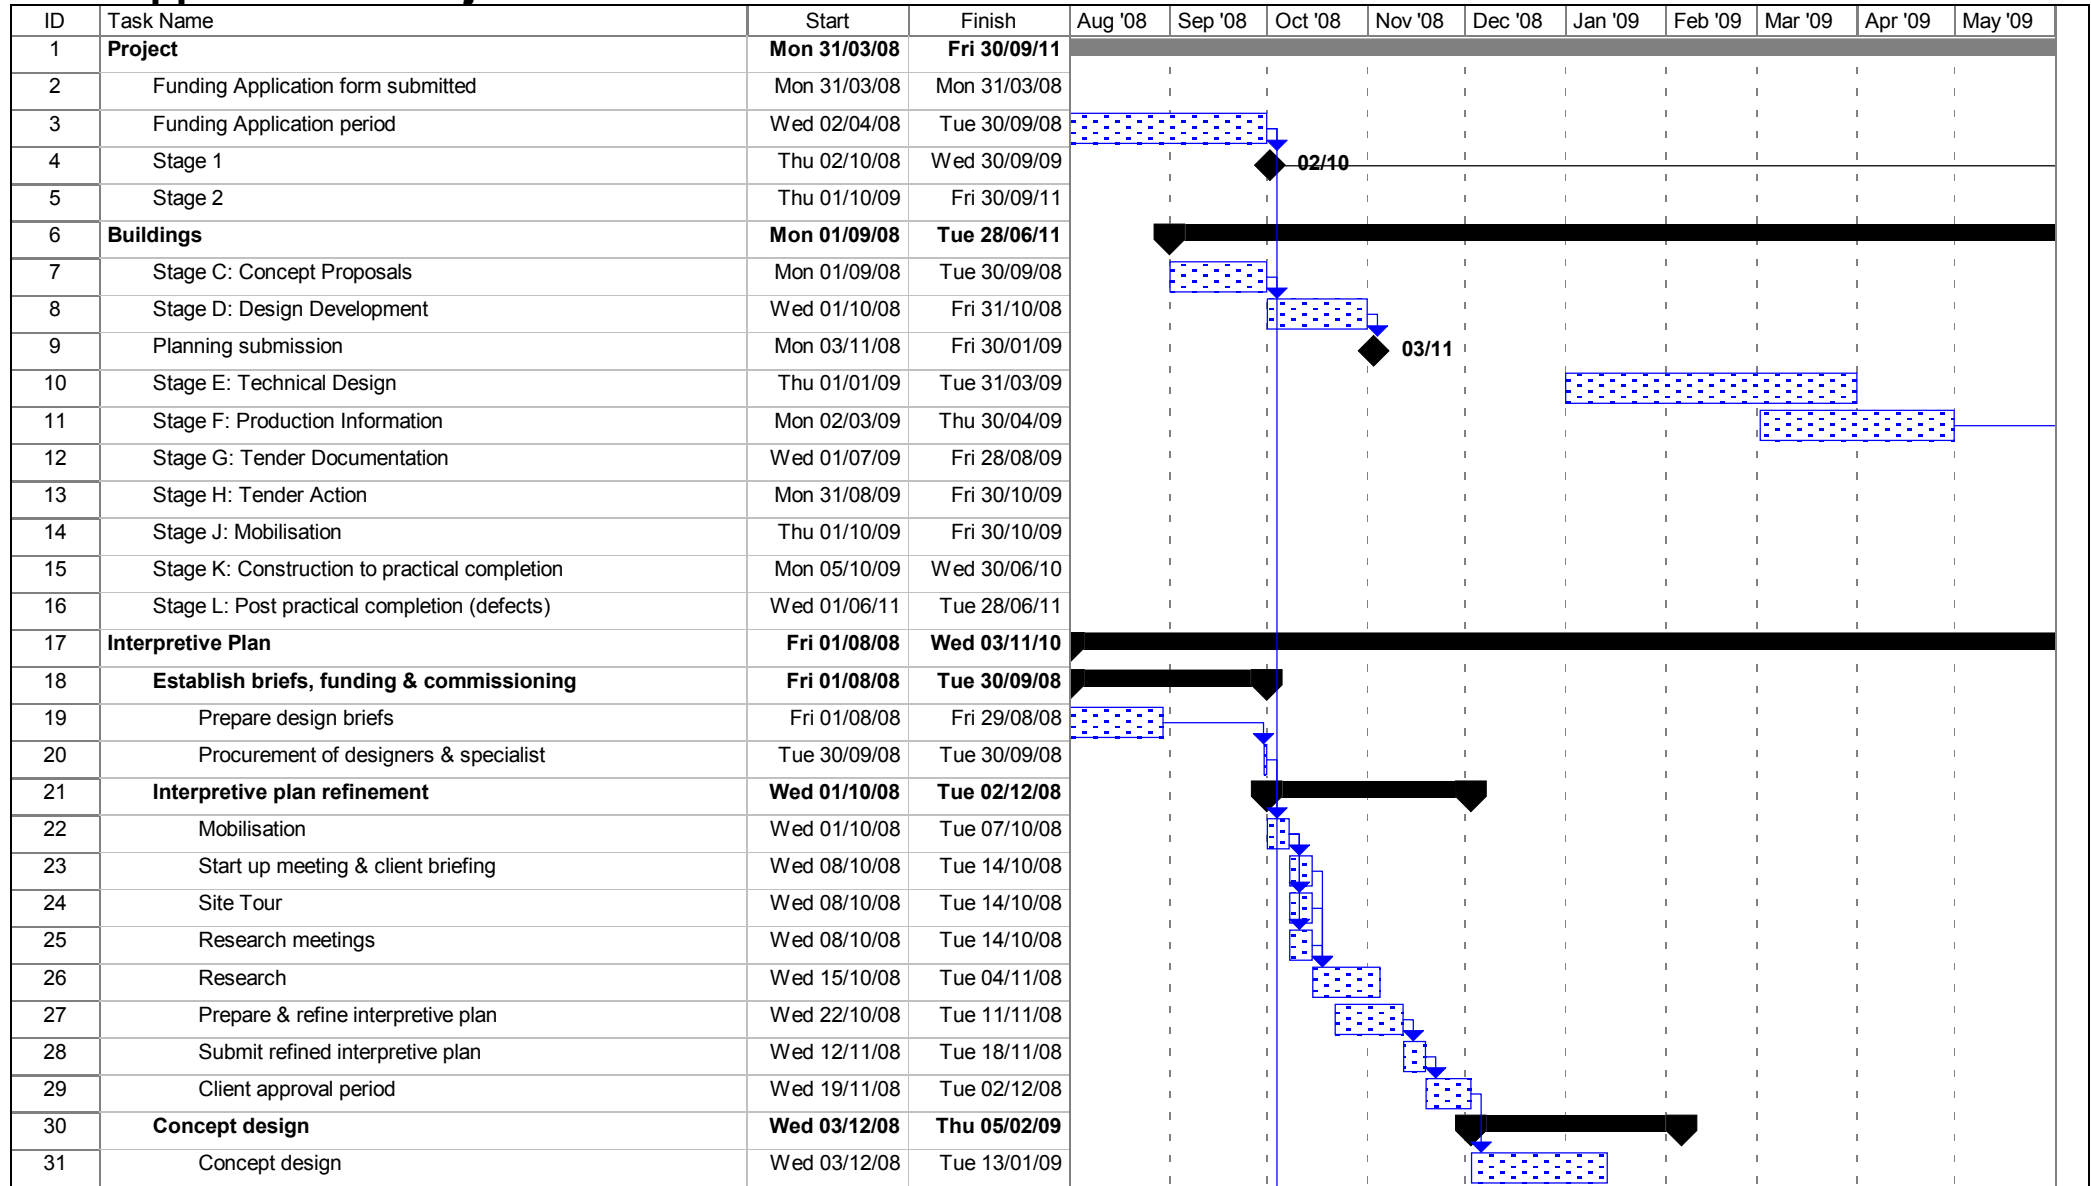 ID Task Name Start Finish Aug '08 Sep '08 Oct '08 Nov '08 Dec '08 Jan '09 Feb '09 Mar '09 Apr '09 May '09
1 Project Mon 31/03/08 Fri 30/09/11
2 Funding Application form submitted Mon 31/03/08 Mon 31/03/08
3 Funding Application period Wed 02/04/08 Tue 30/09/08
4 Stage 1 Thu 02/10/08 Wed 30/09/09 02/10
5 Stage 2 Thu 01/10/09 Fri 30/09/11
6 Buildings Mon 01/09/08 Tue 28/06/11
7 Stage C: Concept Proposals Mon 01/09/08 Tue 30/09/08
8 Stage D: Design Development Wed 01/10/08 Fri 31/10/08
9 Planning submission Mon 03/11/08 Fri 30/01/09 03/11
10 Stage E: Technical Design Thu 01/01/09 Tue 31/03/09
11 Stage F: Production Information Mon 02/03/09 Thu 30/04/09
12 Stage G: Tender Documentation Wed 01/07/09 Fri 28/08/09
13 Stage H: Tender Action Mon 31/08/09 Fri 30/10/09
14 Stage J: Mobilisation Thu 01/10/09 Fri 30/10/09
15 Stage K: Construction to practical completion Mon 05/10/09 Wed 30/06/10
16 Stage L: Post practical completion (defects) Wed 01/06/11 Tue 28/06/11
17 Interpretive Plan Fri 01/08/08 Wed 03/11/10
18 Establish briefs, funding & commissioning Fri 01/08/08 Tue 30/09/08
19 Prepare design briefs Fri 01/08/08 Fri 29/08/08
20 Procurement of designers & specialist Tue 30/09/08 Tue 30/09/08
21 Interpretive plan refinement Wed 01/10/08 Tue 02/12/08
22 Mobilisation Wed 01/10/08 Tue 07/10/08
23 Start up meeting & client briefing Wed 08/10/08 Tue 14/10/08
24 Site Tour Wed 08/10/08 Tue 14/10/08
25 Research meetings Wed 08/10/08 Tue 14/10/08
26 Research Wed 15/10/08 Tue 04/11/08
27 Prepare & refine interpretive plan Wed 22/10/08 Tue 11/11/08
28 Submit refined interpretive plan Wed 12/11/08 Tue 18/11/08
29 Client approval period Wed 19/11/08 Tue 02/12/08
30 Concept design Wed 03/12/08 Thu 05/02/09
31 Concept design Wed 03/12/08 Tue 13/01/09